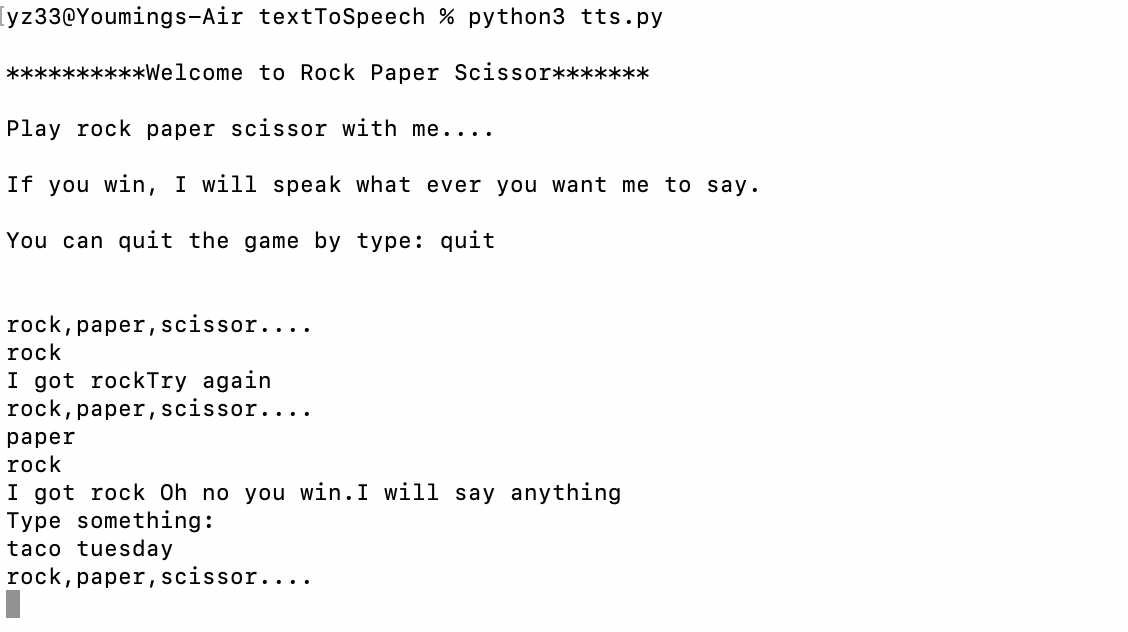 yz33@Youmings-Air textToSpeech % python3 tts.py
**********Welcome to Rock Paper Scissor*******
Play rock paper scissor with me....
If you win, I will speak what ever you want me to say.
You can quit the game by type: quit
rock,paper,scissor....
rock
I got rockTry again
rock,paper,scissor....
paper
rock
I got rock Oh no you win.I will say anything
Type something:
taco tuesday
rock,paper,scissor....